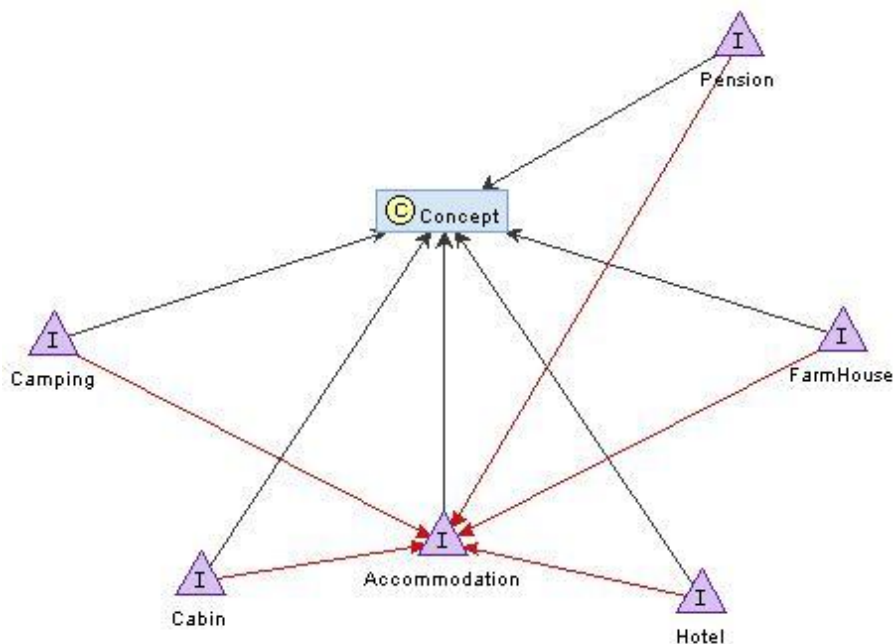 I
Pension
C Concept
I
Camping
I
FarmHouse
I
Accommodation
I
Cabin
I
Hotel